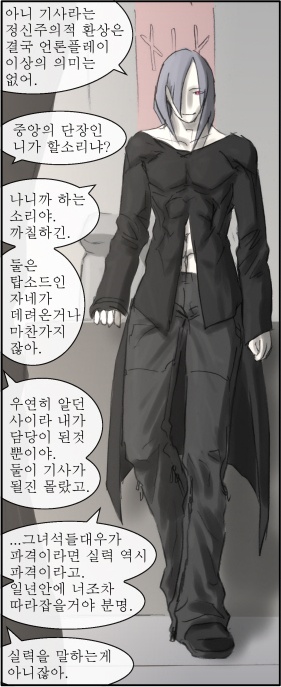 아니 기사라는
정신주의적 환상은
결국 언론플레이
이상의 의미는
없어.
중앙의 단장인
니가 할소리냐?
나니까 하는
소리야.
까칠하긴.
둘은
탑소드인
자네가
데려온거나
마찬가지
잖아.
우연히 알던
사이라 내가
담당이 된것
뿐이야.
둘이 기사가
될진 몰랐고.
...그녀석들대우가
파격이라면 실력 역시
파격이라고.
일년안에 너조차
따라잡을거야 분명.
실력을 말하는게
아니잖아.